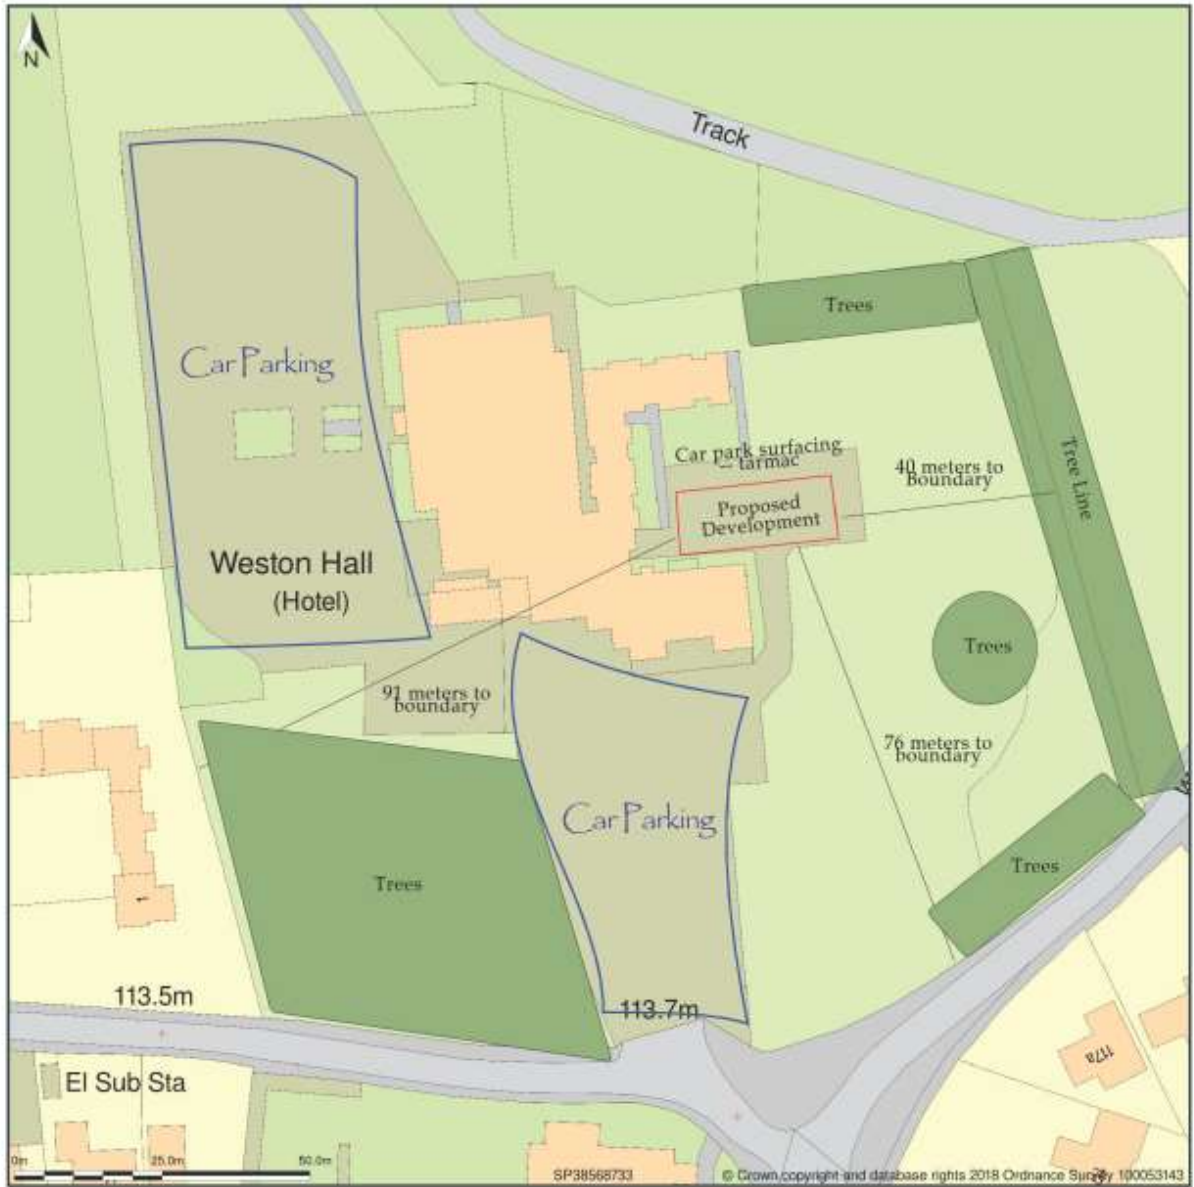 N
Track
Trees
Car Parking
Car park surfacing
– tarmac
40 meters to
Boundary
Tree Line
Proposed
Development
Weston Hall
(Hotel)
Trees
91 meters to
boundary
76 meters to
boundary
Car Parking
Trees
Trees
1
113.5m
113.7m
117a
El Sub Sta
0m
25.0m
50.0m
SP38568733
© Crown copyright and database rights 2018 Ordnance Survey 100053143